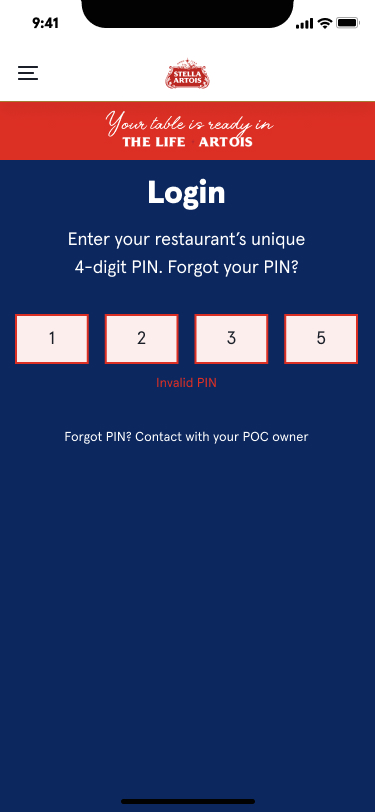 9:41
STELLA
ARTOIS
Your table is ready in
THE LIFE ARTOIS
Login
Enter your restaurant’s unique
4-digit PIN. Forgot your PIN?
1 2 3 5
Invalid PIN
Forgot PIN? Contact with your POC owner